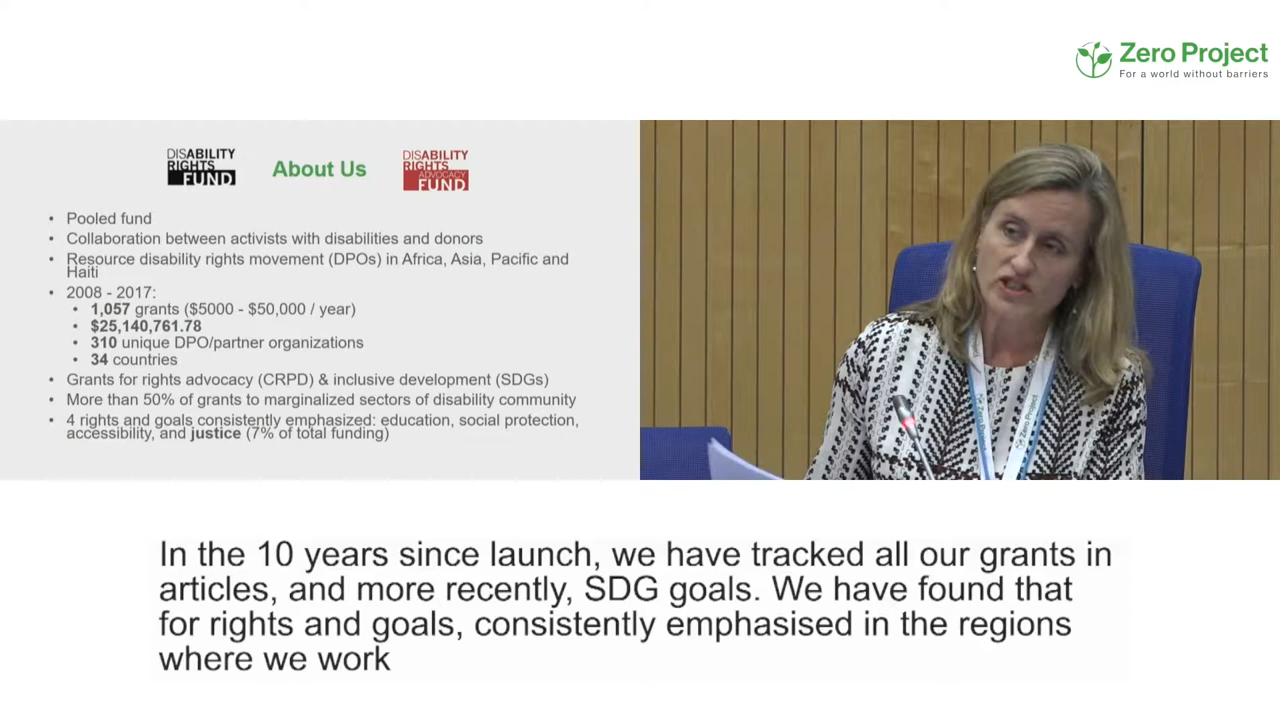 Zero Project
For a world without barriers
DISABILITY
RIGHTS
FUND
About Us
DISABILITY
RIGHTS
ADVOCACY
FUND
• Pooled fund
• Collaboration between activists with disabilities and donors
• Resource disability rights movement (DPOs) in Africa, Asia, Pacific and
Haiti
• 2008 - 2017:
• 1,057 grants ($5000 - $50,000 / year)
• $25,140,761.78
• 310 unique DPO/partner organizations
• 34 countries
• Grants for rights advocacy (CRPD) & inclusive development (SDGs)
• More than 50% of grants to marginalized sectors of disability community
• 4 rights and goals consistently emphasized: education, social protection,
accessibility, and justice (7% of total funding)
Zero Project
In the 10 years since launch, we have tracked all our grants in
articles, and more recently, SDG goals. We have found that
for rights and goals, consistently emphasised in the regions
where we work